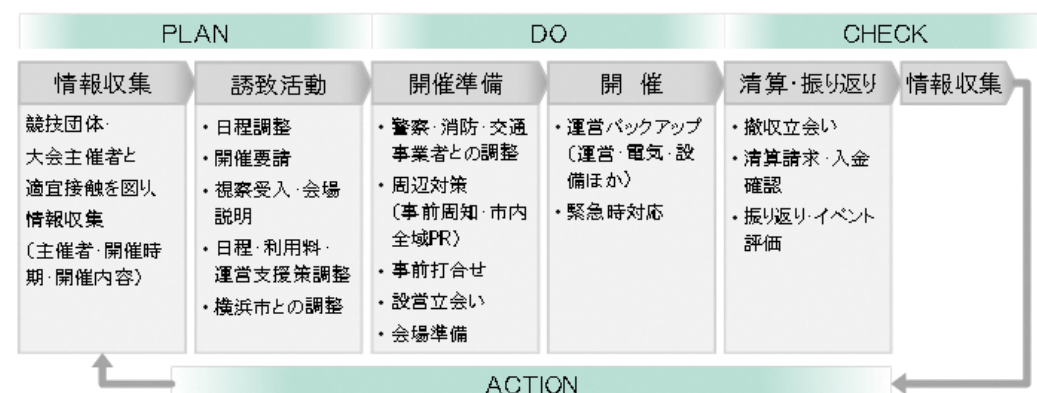 PLAN
DO
CHECK
情報収集
誘致活動
開催準備
開 催
清算・振り返り
情報収集
競技団体・
大会主催者と
適宜接触を図り、
情報収集
(主催者・開催時
期・開催内容)
・日程調整
・開催要請
・視察受入・会場
説明
・日程・利用料・
運営支援策調整
・横浜市との調整
・警察・消防・交通
事業者との調整
・周辺対策
(事前周知・市内
全域PR)
・事前打合せ
・設営立会い
・会場準備
・運営バックアップ
(運営・電気・設
備ほか)
・緊急時対応
・撤収立会い
・清算請求・入金
確認
・振り返り・イベント
評価
ACTION